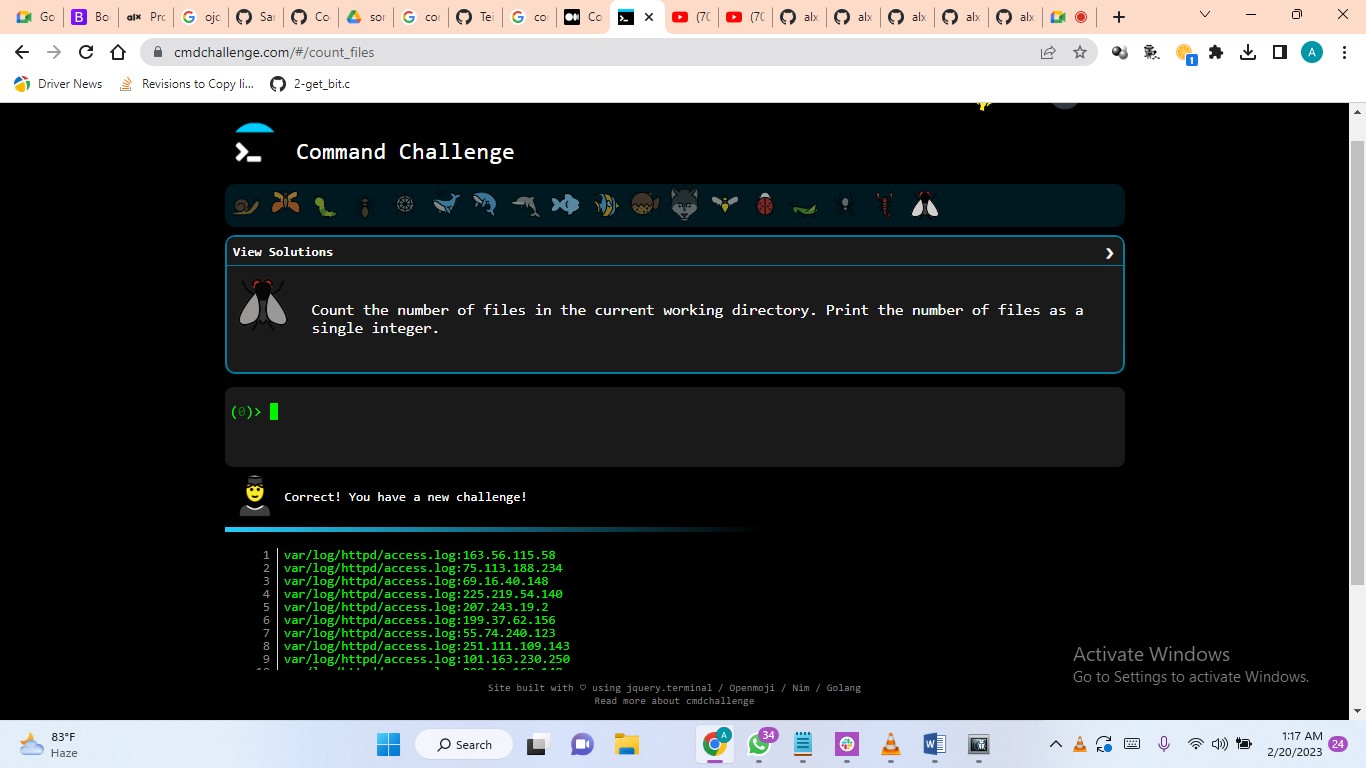 Go
Bo
Pro
ojo
Sa
Co
sor
cor
Te
cor
Co
(70
(70
alx
alx
alx
alx
alx
cmdchallenge.com/#/count_files
1
A
Driver News
Revisions to Copy li...
2-get_bit.c
Command Challenge
View Solutions
Count the number of files in the current working directory. Print the number of files as a
single integer.
(0)>
Correct! You have a new challenge!
1 var/log/httpd/access.log:163.56.115.58
2 var/log/httpd/access.log:75.113.188.234
3 var/log/httpd/access.log:69.16.40.148
4 var/log/httpd/access.log:225.219.54.140
5 var/log/httpd/access.log:207.243.19.2
6 var/log/httpd/access.log:199.37.62.156
7 var/log/httpd/access.log:55.74.240.123
8 var/log/httpd/access.log:251.111.109.143
9 var/log/httpd/access.log:101.163.230.250
Activate Windows
Go to Settings to activate Windows.
Site built with ♡ using jquery.terminal / Openmoji / Nim / Golang
Read more about cmdchallenge
83°F
Haze
Search
A
34
1:17 AM
2/20/2023
24